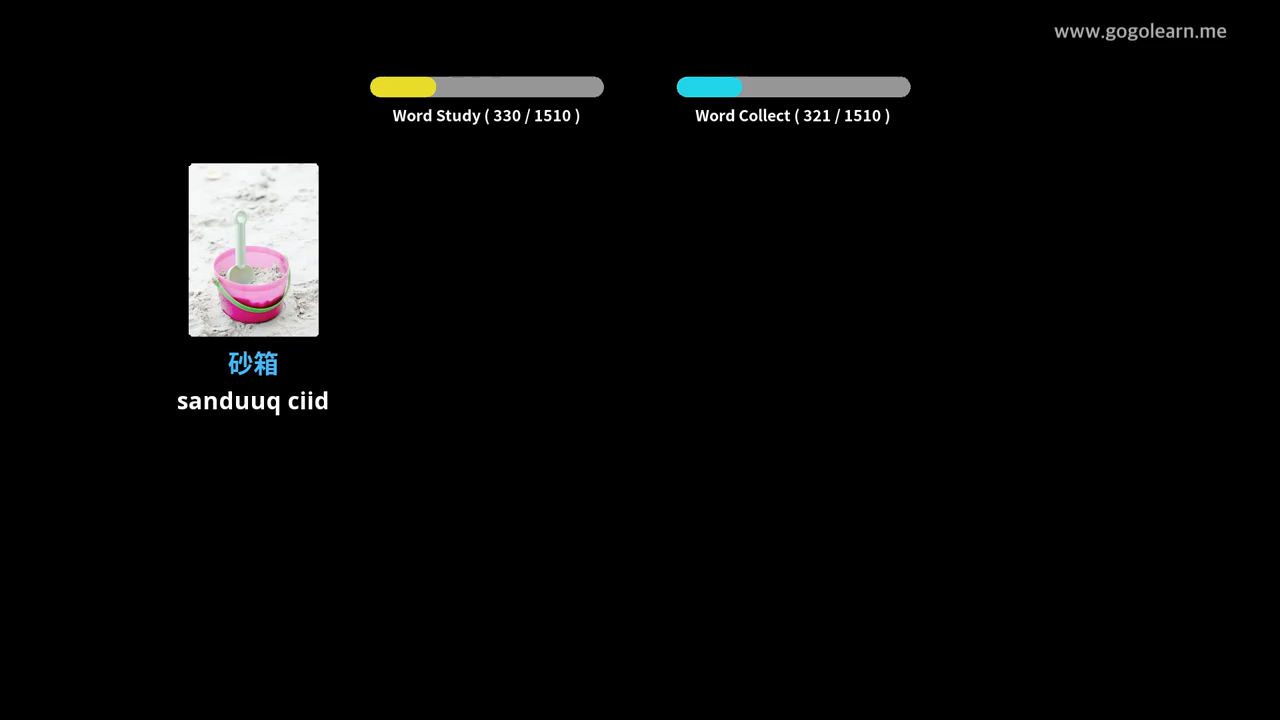 www.gogolearn.me
Word Study ( 330 / 1510 )
Word Collect ( 321 / 1510 )
砂箱
sanduuq ciid